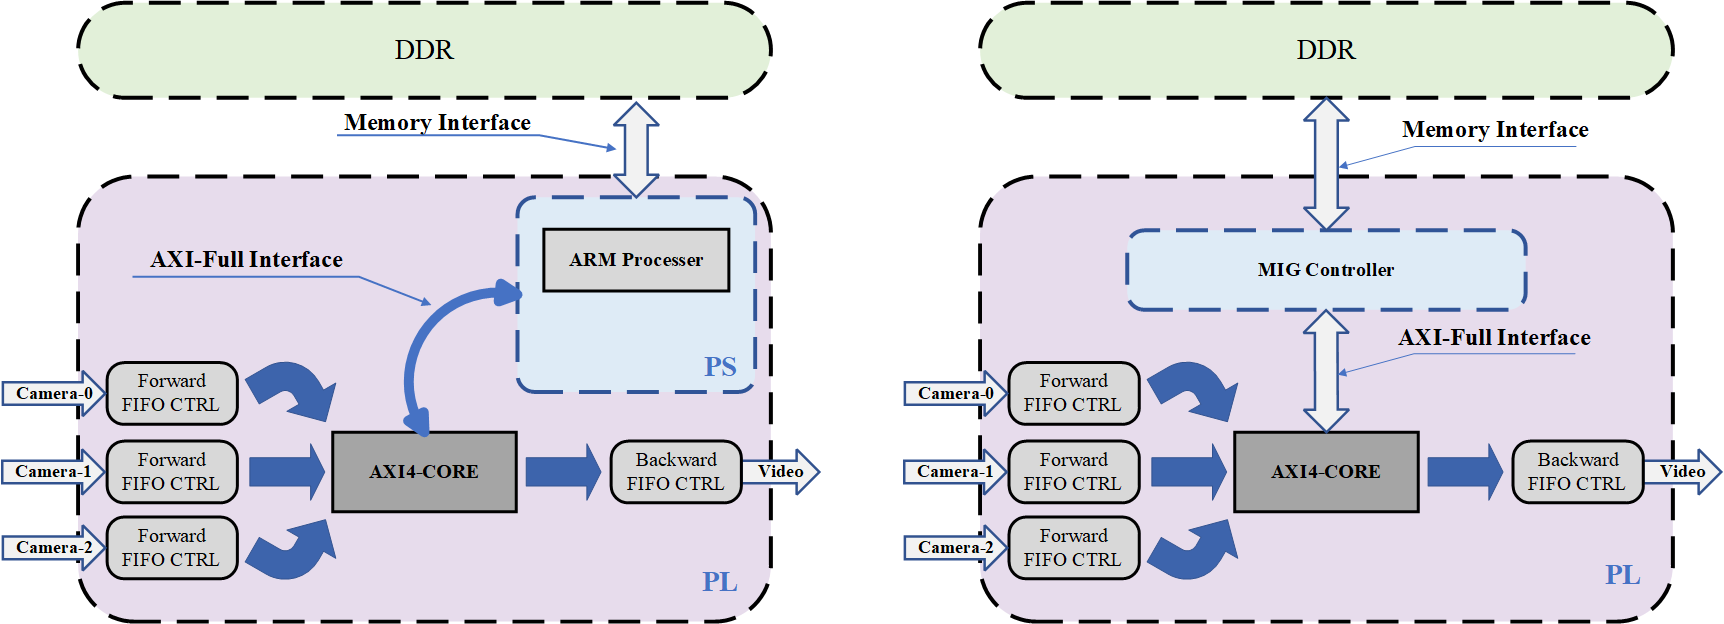 DDR
Memory Interface
ARM Processer
AXI-Full Interface
PS
Camera-0
Forward
FIFO CTRL
Camera-1
Forward
FIFO CTRL
AXI4-CORE
Backward
FIFO CTRL
Video
Camera-2
Forward
FIFO CTRL
PL
DDR
Memory Interface
MIG Controller
AXI-Full Interface
Camera-0
Forward
FIFO CTRL
Camera-1
Forward
FIFO CTRL
AXI4-CORE
Backward
FIFO CTRL
Video
Camera-2
Forward
FIFO CTRL
PL